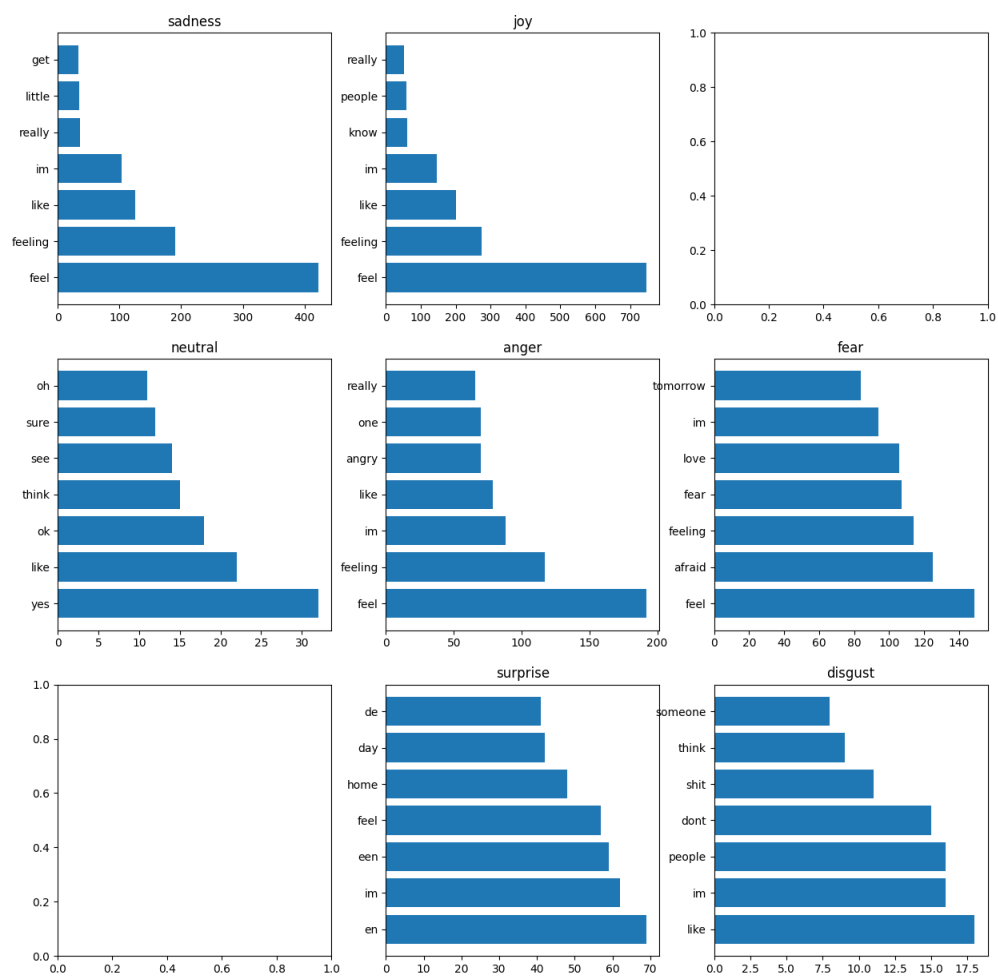 sadness
get
little
really
im
like
feeling
feel
0 100 200 300 400
joy
really
people
know
im
like
feeling
feel
0 100 200 300 400 500 600 700
1.0
0.8
0.6
0.4
0.2
0.0
0.0 0.2 0.4 0.6 0.8 1.0
neutral
oh
sure
see
think
ok
like
yes
0 5 10 15 20 25 30
anger
really
one
angry
like
im
feeling
feel
0 50 100 150 200
fear
tomorrow
im
love
fear
feeling
afraid
feel
0 20 40 60 80 100 120 140
1.0
0.8
0.6
0.4
0.2
0.0
0.0 0.2 0.4 0.6 0.8 1.0
surprise
de
day
home
feel
een
im
en
0 10 20 30 40 50 60 70
disgust
someone
think
shit
dont
people
im
like
0.0 2.5 5.0 7.5 10.0 12.5 15.0 17.5